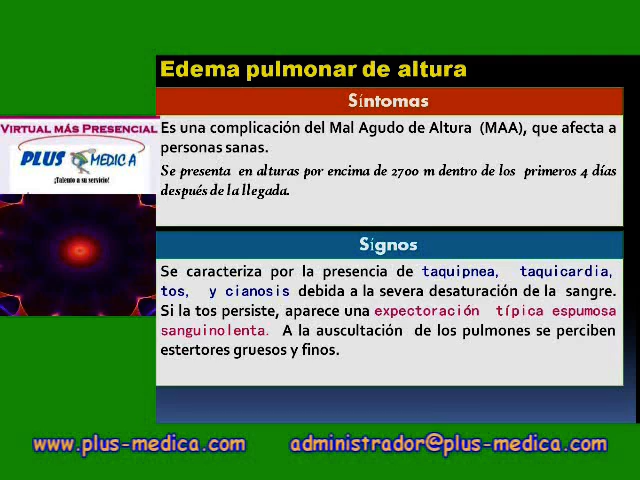 Edema pulmonar de altura
Síntomas
VIRTUAL MÁS PRESENCIAL
PLUS MEDICA
¡Talento a su servicio!
Es una complicación del Mal Agudo de Altura (MAA), que afecta a
personas sanas.
Se presenta en alturas por encima de 2700 m dentro de los primeros 4 días
después de la llegada.
Sígnos
Se caracteriza por la presencia de taquipnea, taquicardia,
tos, y cianosis debida a la severa desaturación de la sangre.
Si la tos persiste, aparece una expectoración típica espumosa
sanguinolenta. A la auscultación de los pulmones se perciben
estertores gruesos y finos.
www.plus-medica.com administrador@plus-medica.com